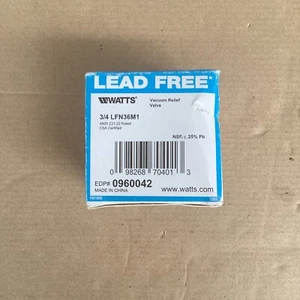 LEAD FREE*
WATTS®
Vacuum Relief
Valve
3/4 LFN36M1
ANSI Z21.22 Rated
CSA Certified
NSF: ≤ .25% Pb
0 98268 70401 3
EDP# 0960042
MADE IN CHINA
www.watts.com